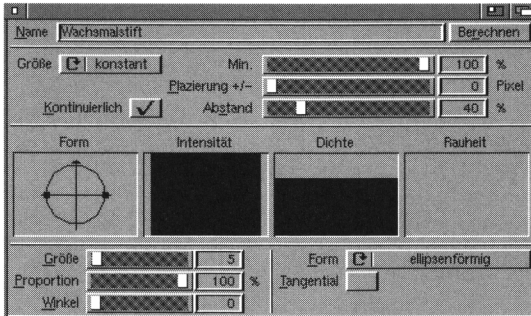 Name Wachsmalstift Berechnen
Größe konstant Min. 100 %
Plazierung +/- 0 Pixel
Kontinuierlich Abstand 40 %
Form Intensität Dichte Rauheit
Größe 5 Form ellipsenförmig
Proportion 100 % Tangential
Winkel 0